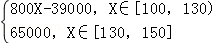 800X-39000, X∈[100, 130)
65000, X∈[130, 150]